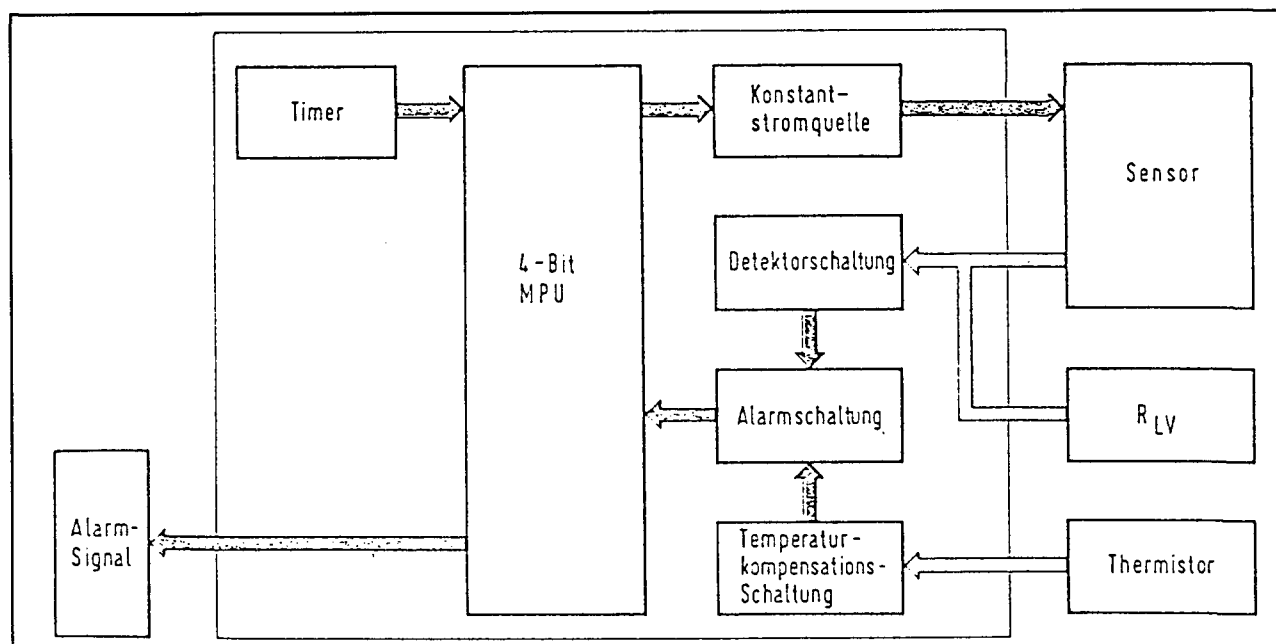 Timer
4-Bit
MPU
Konstant-
stromquelle
Sensor
Detektorschaltung
Alarmschaltung
R LV
Alarm-
Signal
Temperatur-
kompensations-
Schaltung
Thermistor